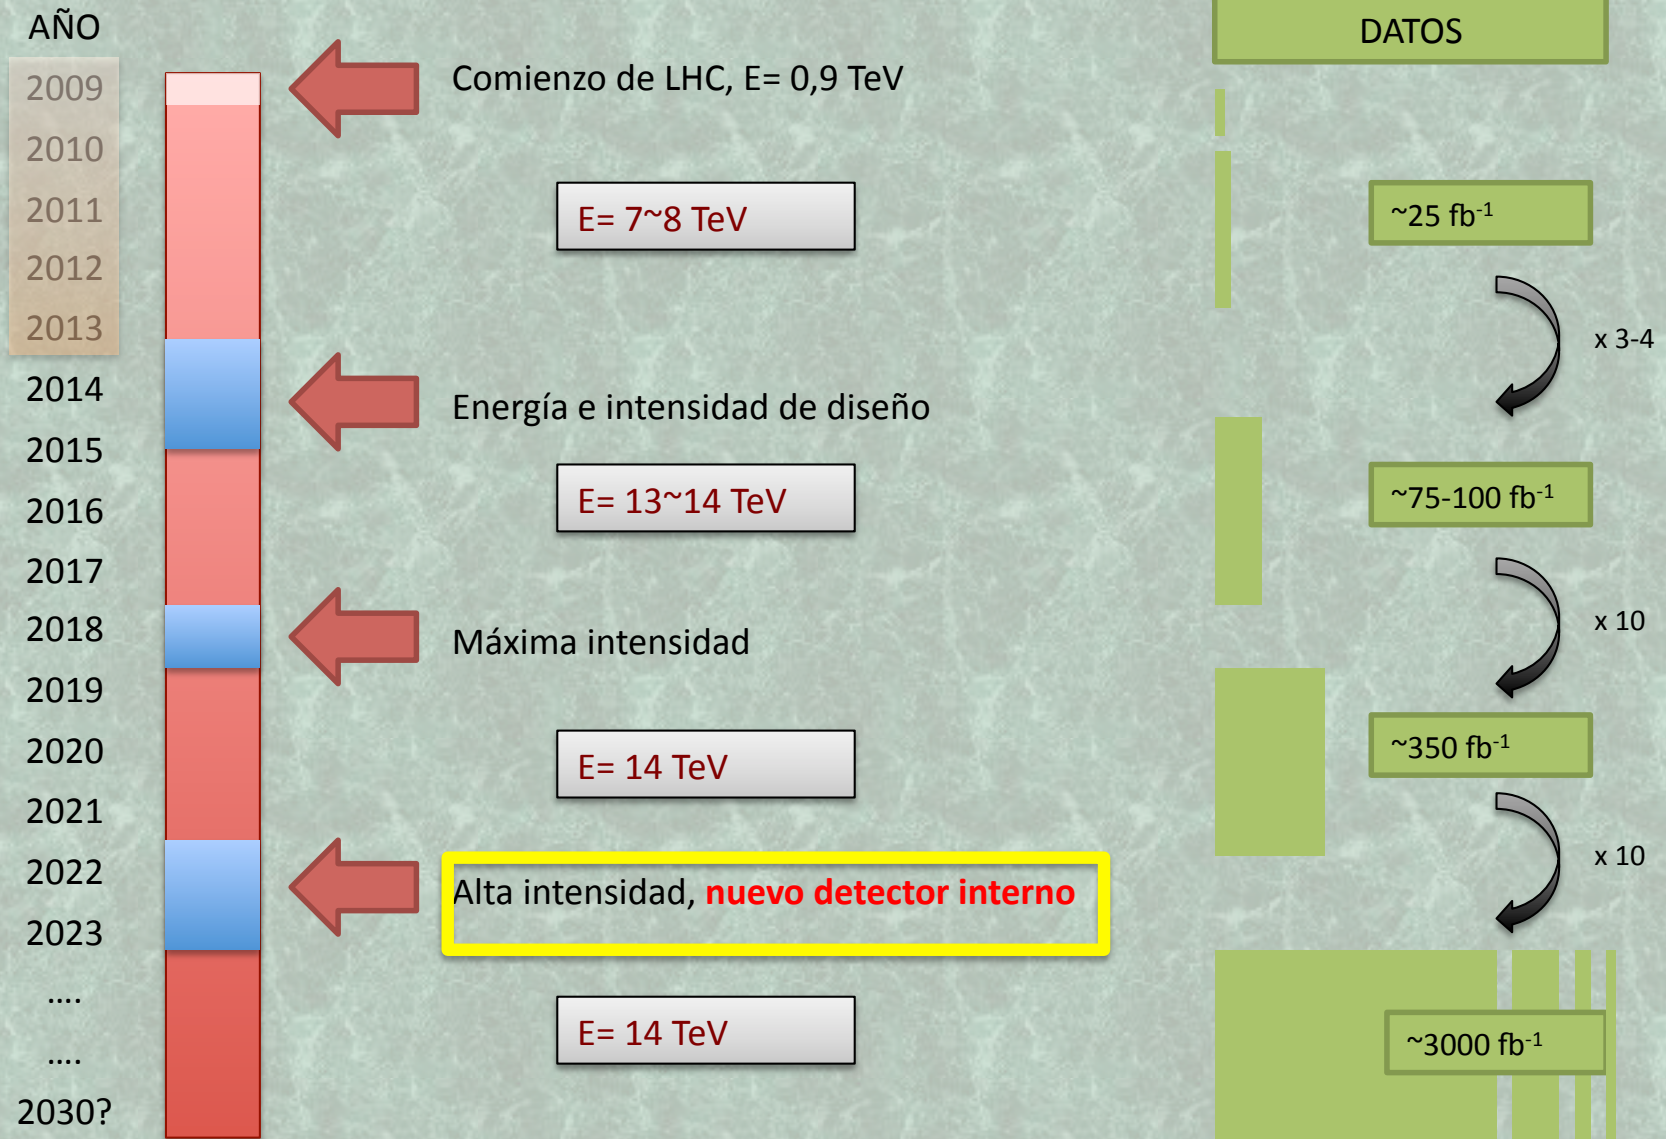 AÑO
DATOS
2009
Comienzo de LHC, E= 0,9 TeV
2010
2011
E= 7~8 TeV
~25 fb-1
2012
2013
x 3-4
2014
Energía e intensidad de diseño
2015
2016
E= 13~14 TeV
~75-100 fb-1
2017
2018
Máxima intensidad
x 10
2019
2020
E= 14 TeV
~350 fb-1
2021
2022
Alta intensidad, nuevo detector interno
x 10
2023
....
....
E= 14 TeV
~3000 fb-1
2030?